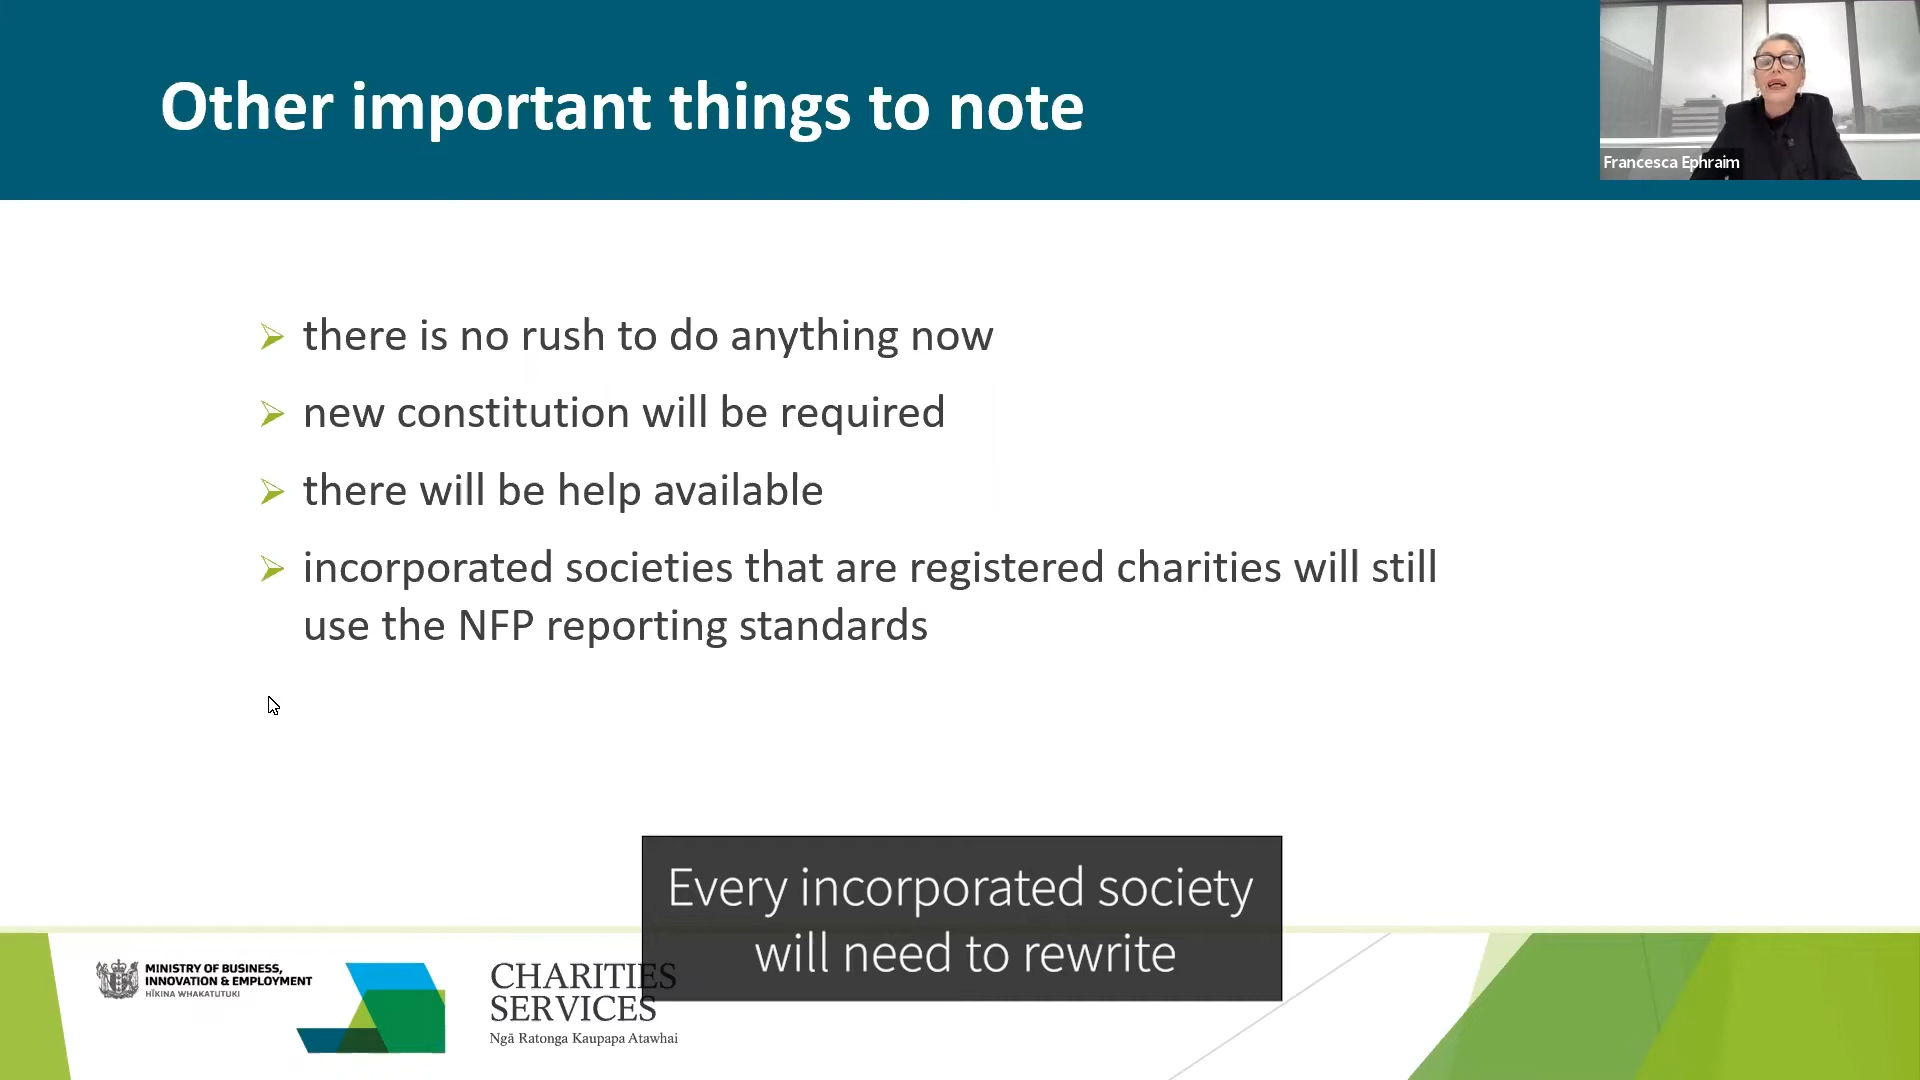 Other important things to note
Francesca Ephraim
there is no rush to do anything now
new constitution will be required
there will be help available
incorporated societies that are registered charities will still
use the NFP reporting standards
Every incorporated society
will need to rewrite
MINISTRY OF BUSINESS,
INNOVATION & EMPLOYMENT
HĪKINA WHAKATUTUKI
CHARITIES
SERVICES
Ngā Ratonga Kaupapa Atawhai